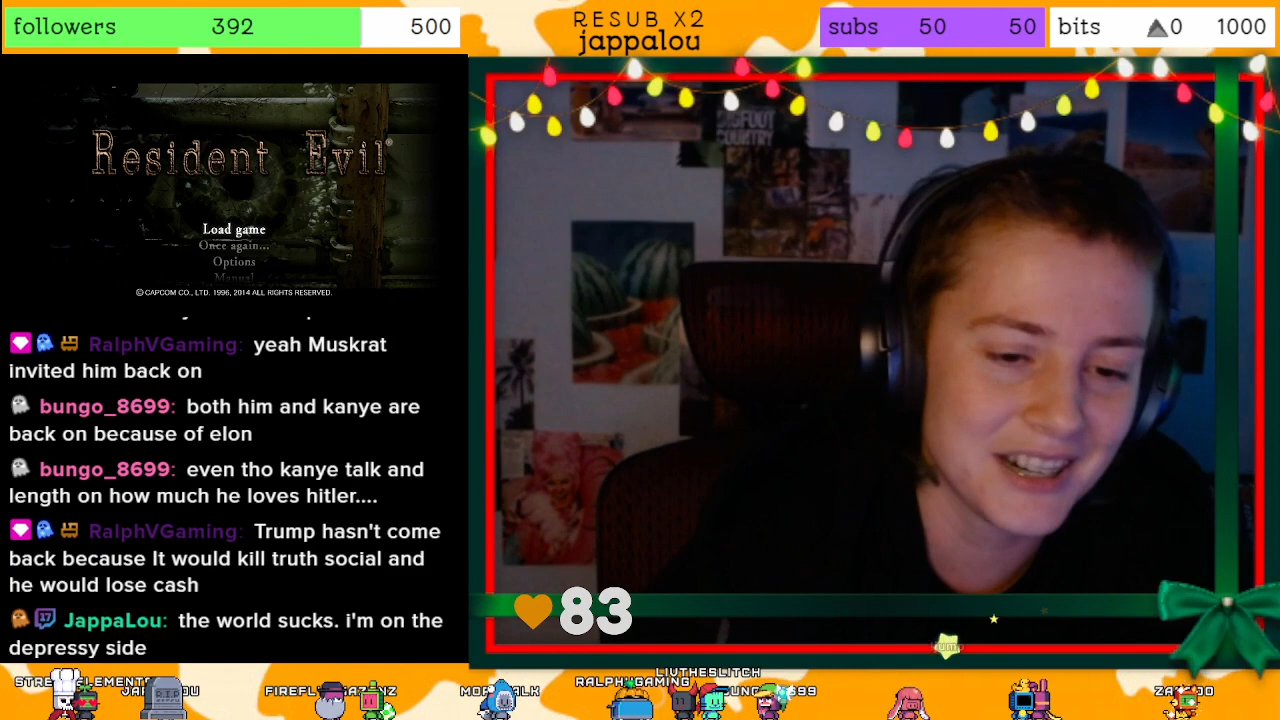 followers 392 500
RESUB X2
jappalou
subs 50 50
bits 0 1000
BIGFOOT
COUNTRY
Resident Evil
Load game
Once again...
Options
Manual
© CAPCOM CO., LTD. 1996, 2014 ALL RIGHTS RESERVED.
RalphVGaming: yeah Muskrat
invited him back on
bungo_8699: both him and kanye are
back on because of elon
bungo_8699: even tho kanye talk and
length on how much he loves hitler....
RalphVGaming: Trump hasn't come
back because It would kill truth social and
he would lose cash
17 JappaLou: the world sucks. i'm on the
depressy side
83
LIVTHESLITCH
R.I.P